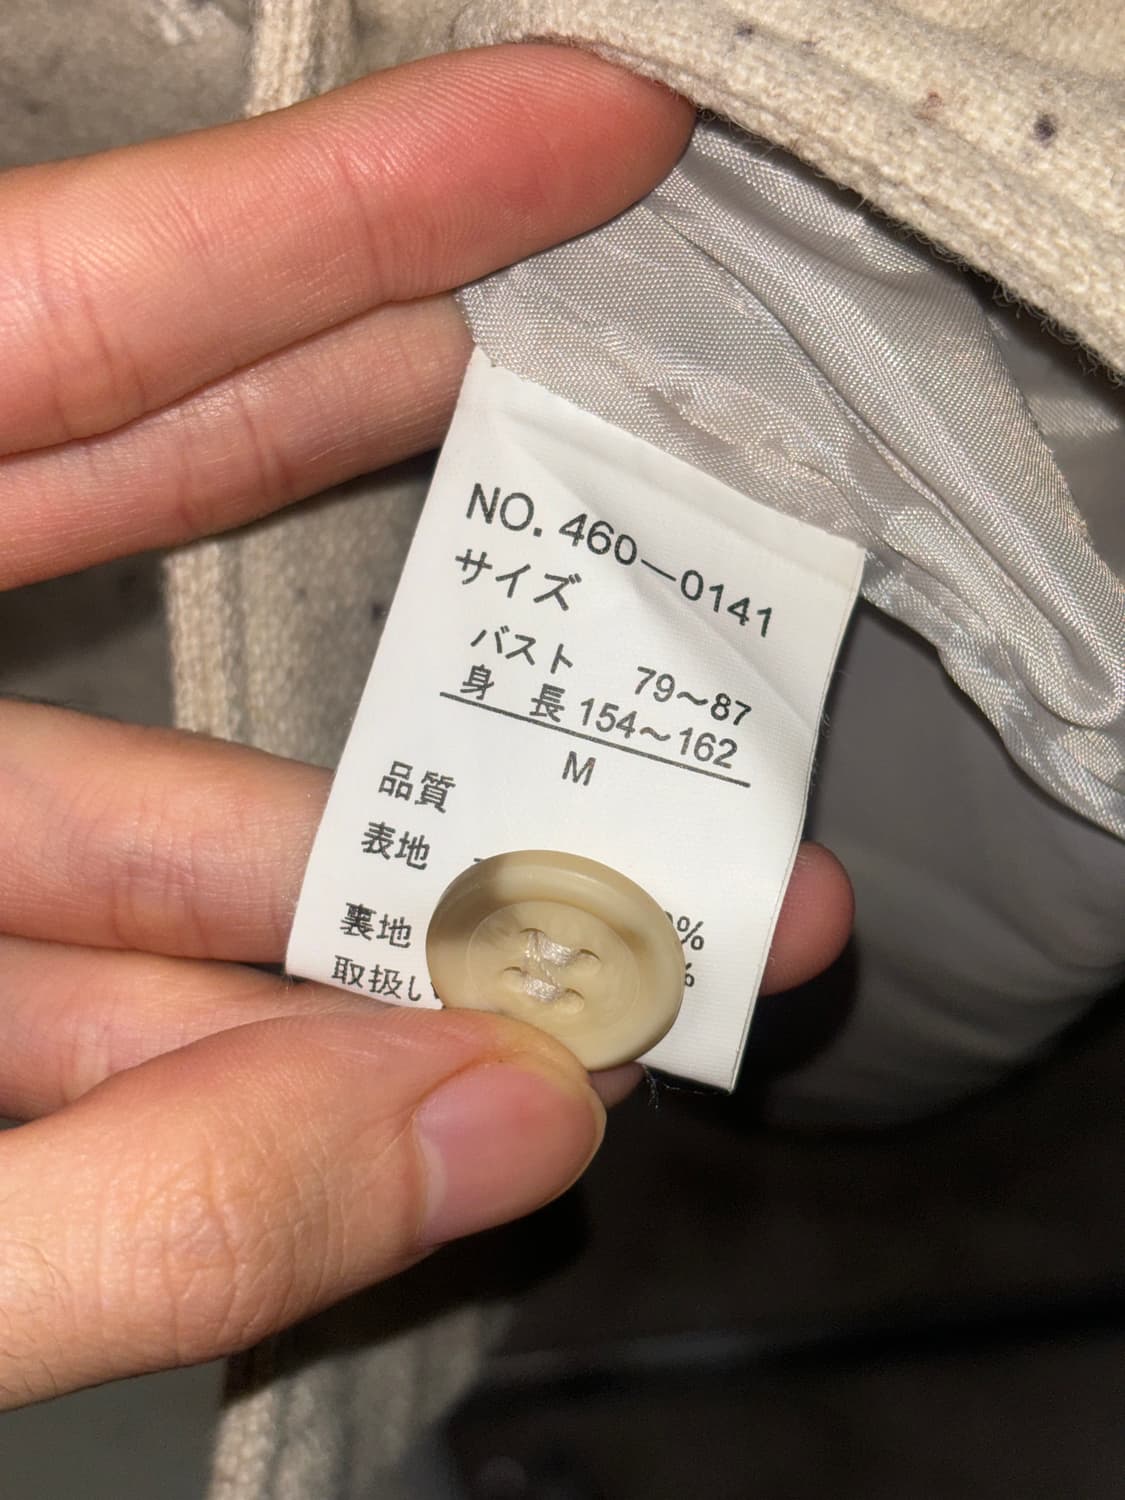 NO. 460—0141
サイズ
バスト 79～87
身 長 154～162
M
品質
表地
%
裏地
%
取扱い